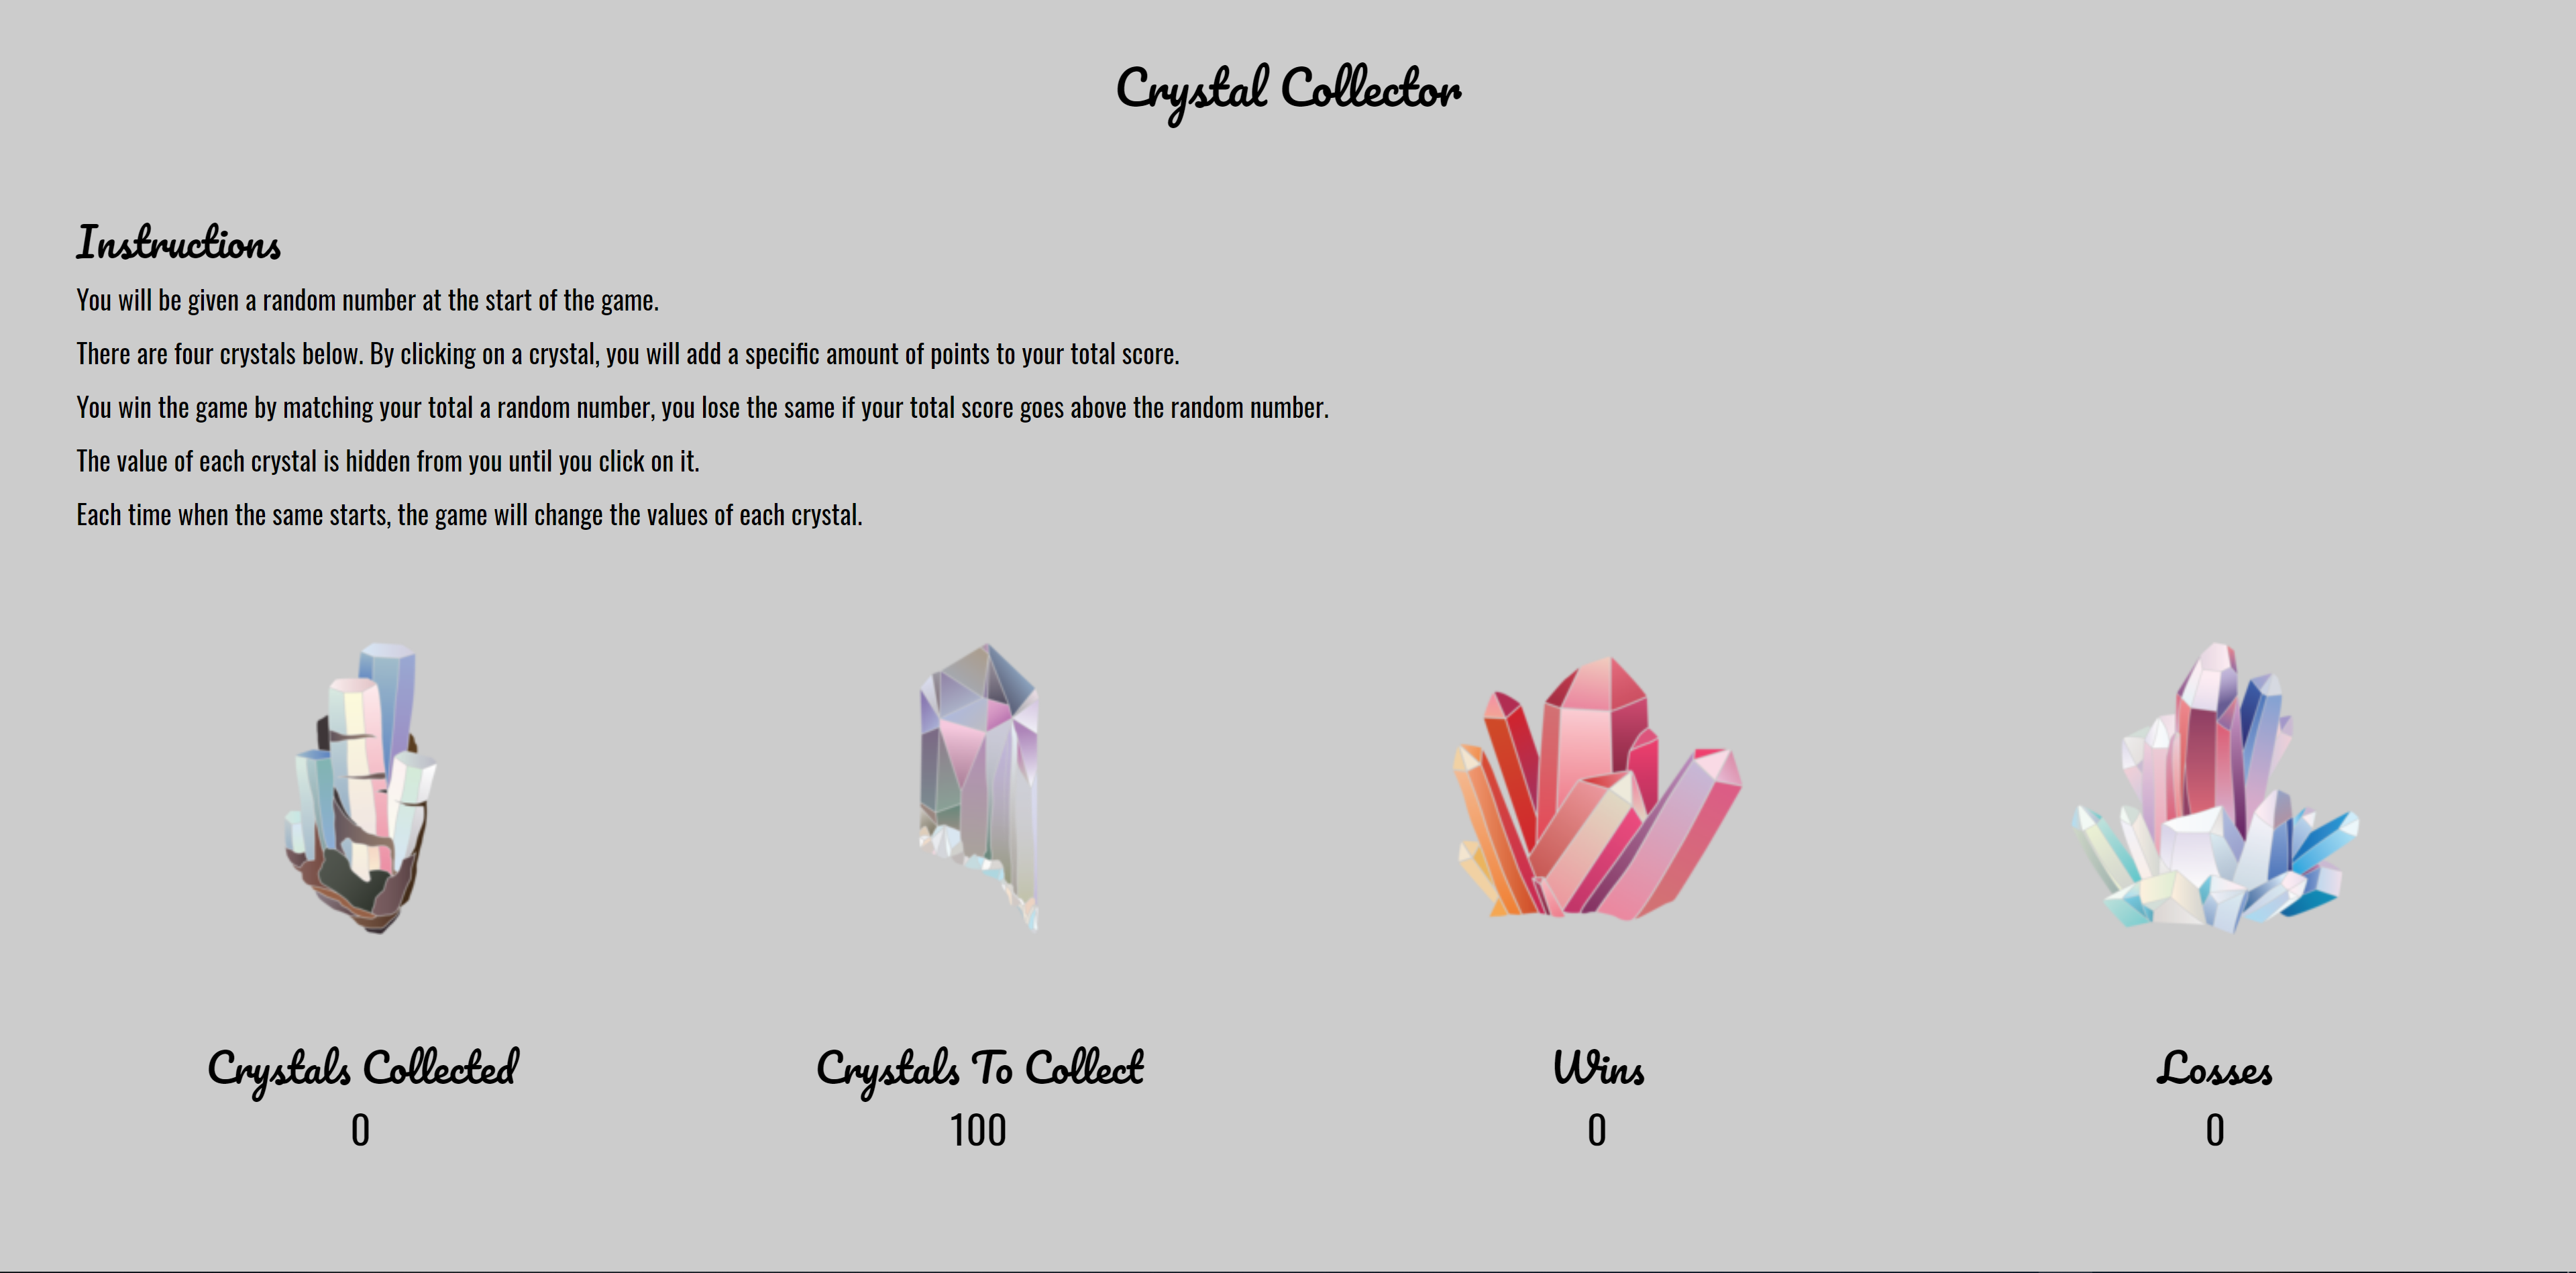 Crystal Collector
Instructions
You will be given a random number at the start of the game.
There are four crystals below. By clicking on a crystal, you will add a specific amount of points to your total score.
You win the game by matching your total a random number, you lose the same if your total score goes above the random number.
The value of each crystal is hidden from you until you click on it.
Each time when the same starts, the game will change the values of each crystal.
Crystals Collected
0
Crystals To Collect
100
Wins
0
Losses
0